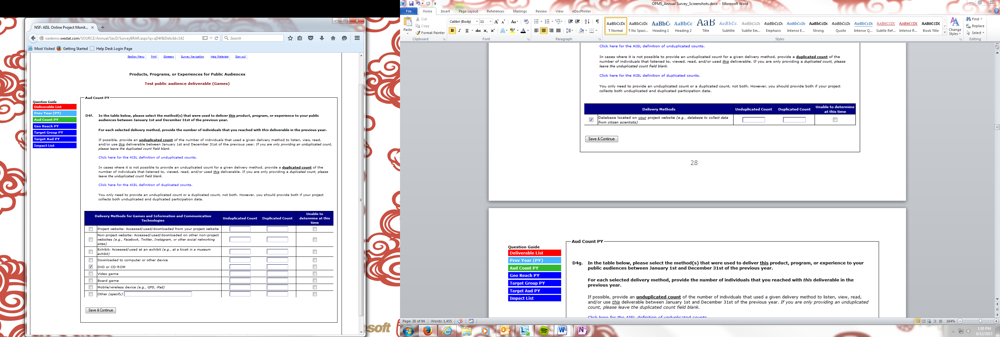 NSF: AISL Online Project Monit...
isedemo.westat.com/SOURCE/Annual/SecD/SurveyBRAR.aspx?q=qD4f&DelivId=142
Search
Most Visited Getting Started Help Desk Login Page
Section Menu Print Glossary Survey Navigation Help Materials Sign out
Products, Programs, or Experiences for Public Audiences
Test public audience deliverable (Games)
Question Guide
Deliverable List
Prev Year (PY)
Aud Count PY
Geo Reach PY
Target Group PY
Target Aud PY
Impact List
Aud Count PY
D4f. In the table below, please select the method(s) that were used to deliver this product, program, or experience to your public
audiences between January 1st and December 31st of the previous year.
For each selected delivery method, provide the number of individuals that you reached with this deliverable in the previous year.
If possible, provide an unduplicated count of the number of individuals that used a given delivery method to listen, view, read,
and/or use this deliverable between January 1st and December 31st of the previous year. If you are only providing an unduplicated count,
please leave the duplicated count field blank.
Click here for the AISL definition of unduplicated counts.
In cases where it is not possible to provide an unduplicated count for a given delivery method, provide a duplicated count of the
number of individuals that listened to, viewed, read, and/or used this deliverable. If you are only providing a duplicated count, please
leave the unduplicated count field blank.
Click here for the AISL definition of duplicated counts.
You only need to provide an unduplicated count or a duplicated count, not both. However, you should provide both if your project
collects both unduplicated and duplicated participation data.
Delivery Methods for Games and Information and Communication
Technologies
Unduplicated Count
Duplicated Count
Unable to
determine at this
time
Project website: Accessed/used/downloaded from your project website
Non-project website: Accessed/used/downloaded on other non-project
websites (e.g., Facebook, Twitter, Instagram, or other social networking
sites)
Exhibit: Accessed/used at an exhibit (e.g., at a kiosk in a museum
exhibit)
Downloaded to computer or other device
DVD or CD-ROM
Video game
Board game
Mobile/wireless device (e.g., GPS, iPad)
Other (specify)
Save & Continue
soft
OPMS_Annual Survey_Screenshots.docx - Microsoft Word
File Home Insert Page Layout References Mailings Review View eDocPrinter
Paste
Cut
Copy
Format Painter
Clipboard
Calibri (Body) 11
Font
Paragraph
AaBbCcDc AaBbCcDc AaBbC( AaBbCc AaB AaBbCc. AaBbCcDc AaBbCcDc AaBbCcDc AaBbCcDc AaBbCcDc AaBbCcDc AABBCCDE AABBCCDE AABBCCDE
¶ Normal ¶ No Spaci... Heading 1 Heading 2 Title Subtitle Subtle Em... Emphasis Intense E... Strong Quote Intense Q... Subtle Ref... Intense R... Book Title
Styles
Change
Styles
Find
Replace
Select
Editing
Click here for the AISL definition of unduplicated counts.
In cases where it is not possible to provide an unduplicated count for a given delivery method, provide a duplicated count of the
number of individuals that listened to, viewed, read, and/or used this deliverable. If you are only providing a duplicated count, please
leave the unduplicated count field blank.
Click here for the AISL definition of duplicated counts.
You only need to provide an unduplicated count or a duplicated count, not both. However, you should provide both if your project
collects both unduplicated and duplicated participation data.
Delivery Methods
Unduplicated Count
Duplicated Count
Unable to determine
at this time
Database located on your project website (e.g., database to collect data
from citizen scientists)
Save & Continue
28
Question Guide
Deliverable List
Prev Year (PY)
Aud Count PY
Geo Reach PY
Target Group PY
Target Aud PY
Impact List
Aud Count PY
D4g. In the table below, please select the method(s) that were used to deliver this product, program, or experience to your
public audiences between January 1st and December 31st of the previous year.
For each selected delivery method, provide the number of individuals that you reached with this deliverable in the
previous year.
If possible, provide an unduplicated count of the number of individuals that used a given delivery method to listen, view, read,
and/or use this deliverable between January 1st and December 31st of the previous year. If you are only providing an unduplicated
count, please leave the duplicated count field blank.
Click here for the AISL definition of unduplicated counts.
Page: 28 of 94 Words: 1,455
164%
1:50 PM
6/12/2015